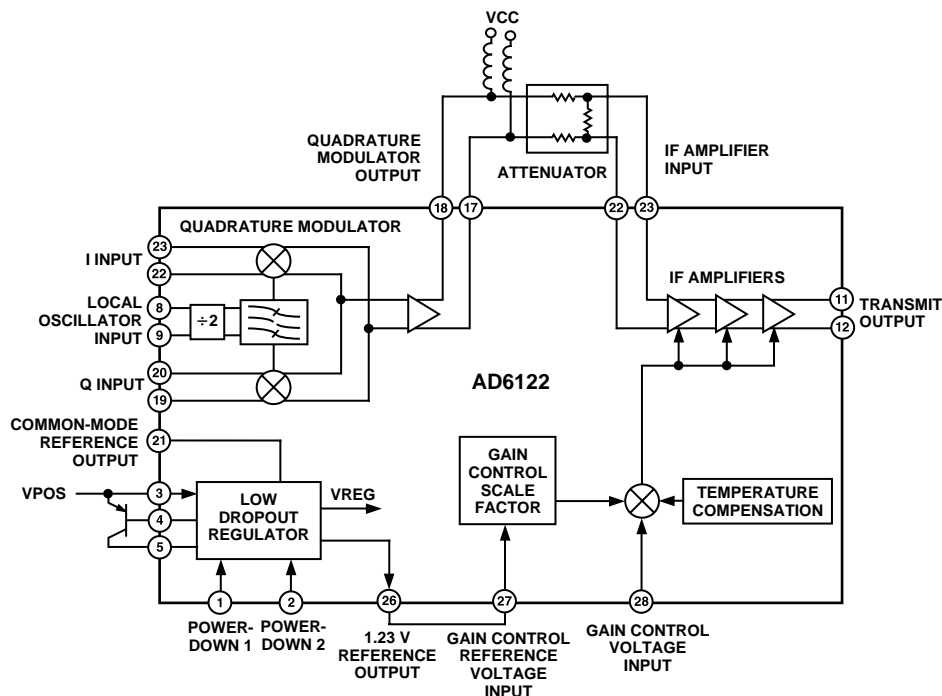 VCC
QUADRATURE
MODULATOR
OUTPUT
ATTENUATOR
IF AMPLIFIER
INPUT
18
17
22
23
QUADRATURE MODULATOR
23
I INPUT
22
LOCAL
OSCILLATOR
INPUT
8
9
÷2
20
Q INPUT
19
IF AMPLIFIERS
11
12
TRANSMIT
OUTPUT
AD6122
COMMON-MODE
REFERENCE
OUTPUT
21
VPOS
3
4
5
LOW
DROPOUT
REGULATOR
VREG
GAIN
CONTROL
SCALE
FACTOR
TEMPERATURE
COMPENSATION
1
2
26
27
28
POWER-
DOWN 1
POWER-
DOWN 2
1.23 V
REFERENCE
OUTPUT
GAIN CONTROL
REFERENCE
VOLTAGE
INPUT
GAIN CONTROL
VOLTAGE
INPUT